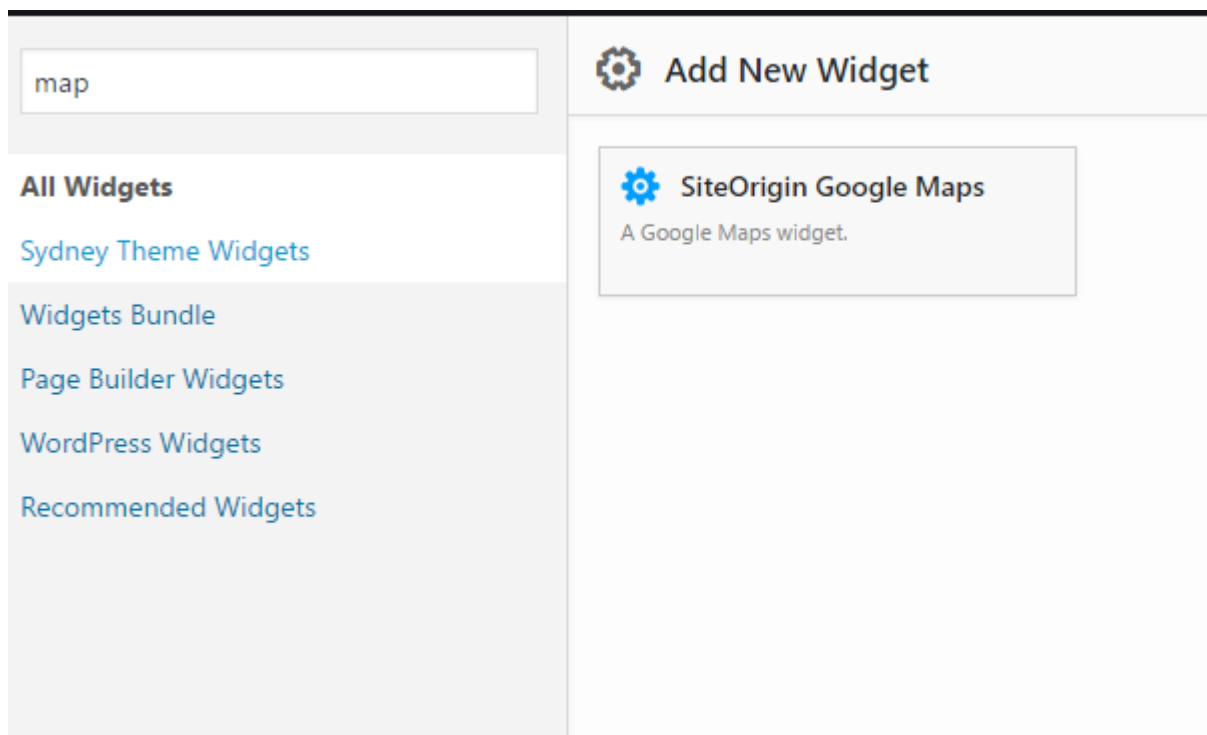 map
All Widgets
Sydney Theme Widgets
Widgets Bundle
Page Builder Widgets
WordPress Widgets
Recommended Widgets
Add New Widget
SiteOrigin Google Maps
A Google Maps widget.